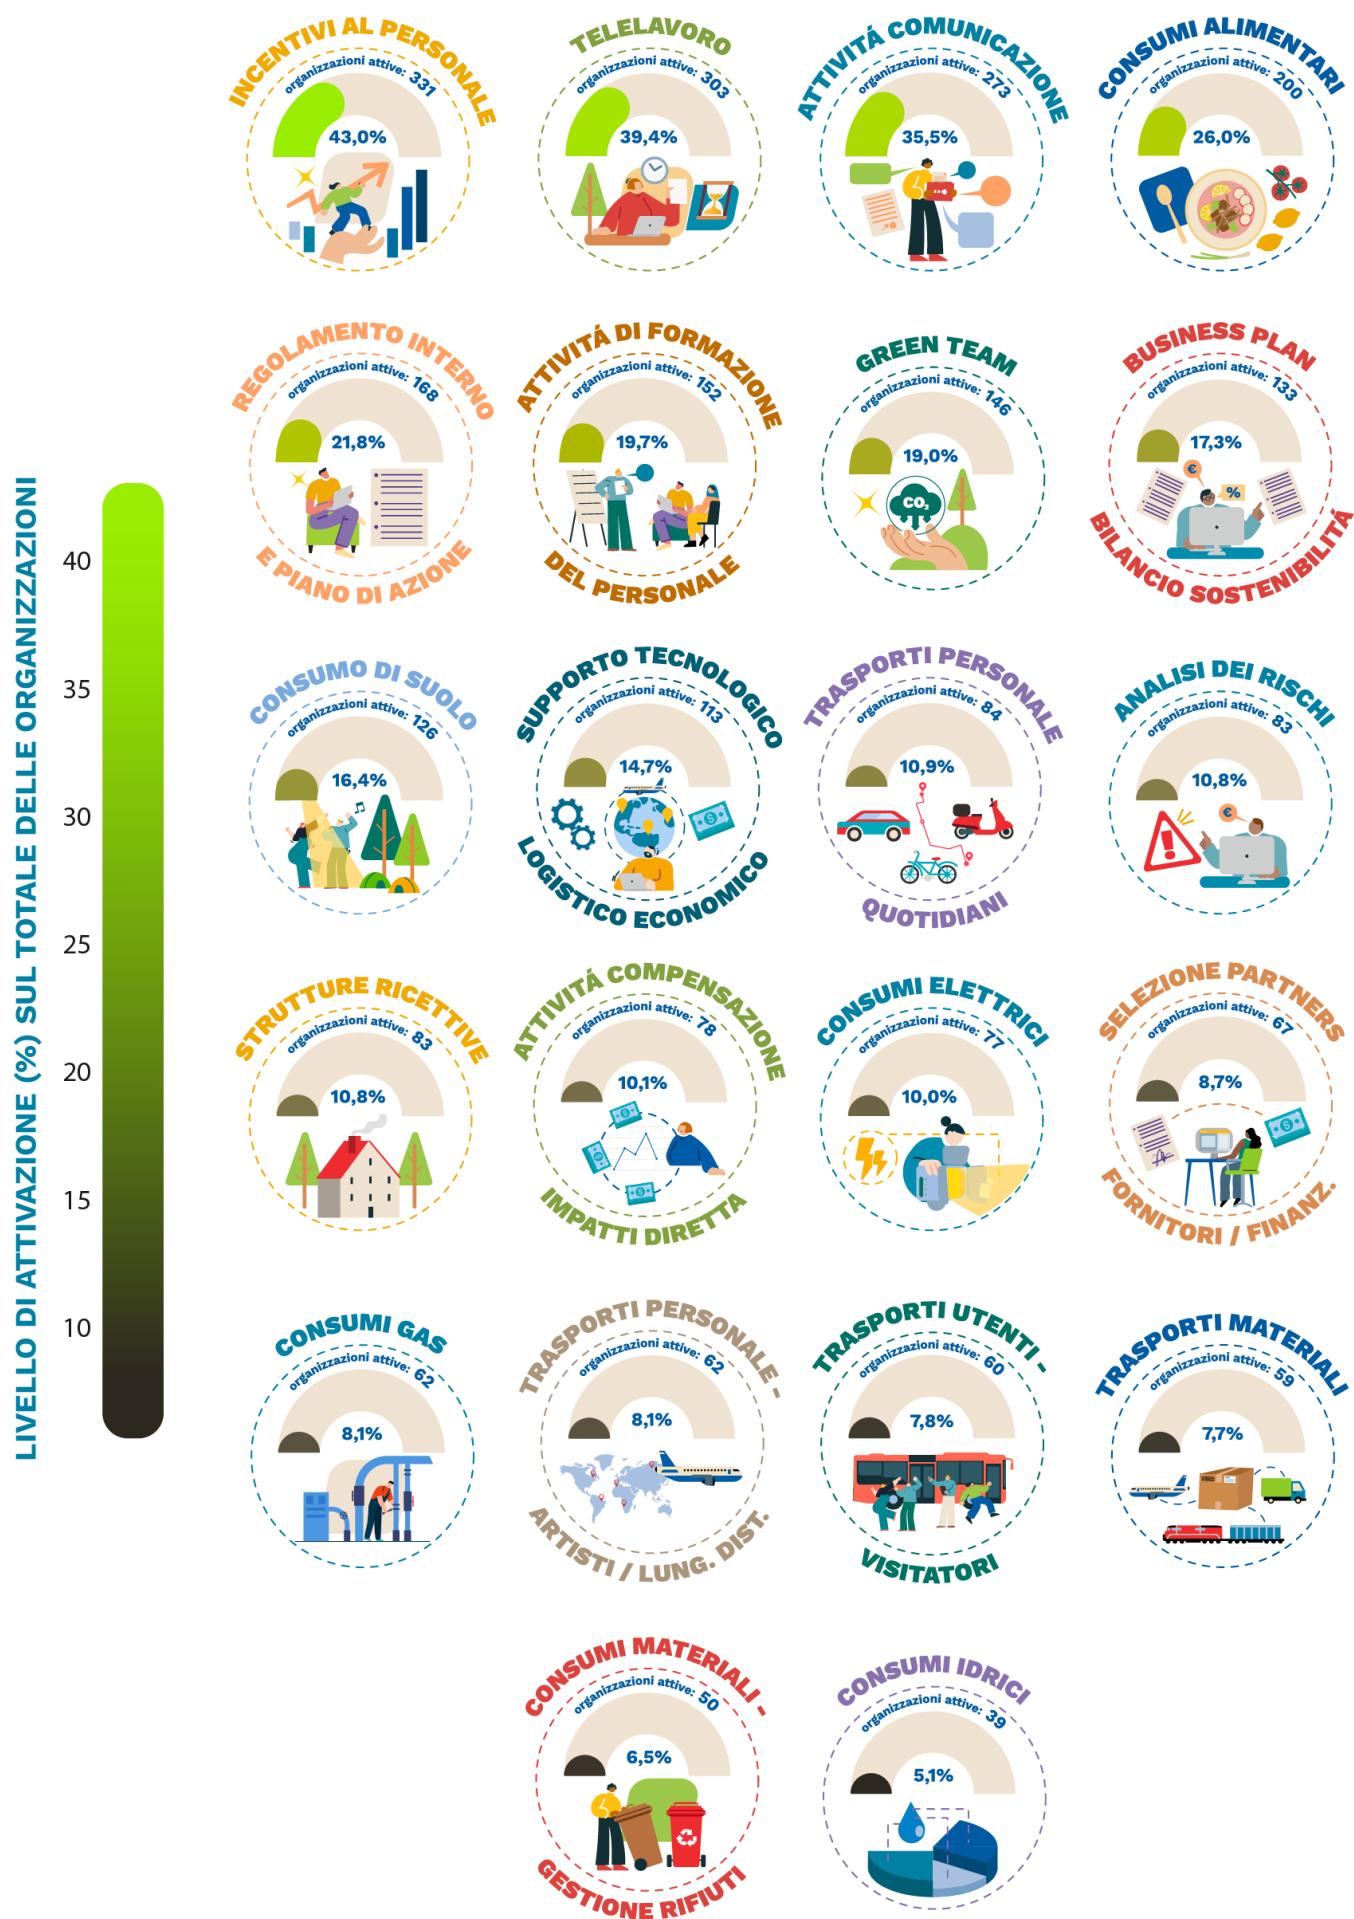 LIVELLO DI ATTIVAZIONE (%) SUL TOTALE DELLE ORGANIZZAZIONI
40
35
30
25
20
15
10
INCENTIVI AL PERSONALE
organizzazioni attive: 331
43,0%
TELELAVORO
organizzazioni attive: 303
39,4%
ATTIVITÁ COMUNICAZIONE
organizzazioni attive: 273
35,5%
CONSUMI ALIMENTARI
organizzazioni attive: 200
26,0%
REGOLAMENTO INTERNO
organizzazioni attive: 168
21,8%
E PIANO DI AZIONE
ATTIVITÁ DI FORMAZIONE
organizzazioni attive: 152
19,7%
DEL PERSONALE
GREEN TEAM
organizzazioni attive: 146
19,0%
CO₂
BUSINESS PLAN
organizzazioni attive: 133
17,3%
€
%
BILANCIO SOSTENIBILITÁ
CONSUMO DI SUOLO
organizzazioni attive: 126
16,4%
SUPPORTO TECNOLOGICO
organizzazioni attive: 113
14,7%
$
LOGISTICO ECONOMICO
TRASPORTI PERSONALE
organizzazioni attive: 84
10,9%
QUOTIDIANI
ANALISI DEI RISCHI
organizzazioni attive: 83
10,8%
€
!
STRUTTURE RICETTIVE
organizzazioni attive: 83
10,8%
ATTIVITÁ COMPENSAZIONE
organizzazioni attive: 78
10,1%
$
$
$
IMPATTI DIRETTA
CONSUMI ELETTRICI
organizzazioni attive: 77
10,0%
SELEZIONE PARTNERS
organizzazioni attive: 67
8,7%
$
FORNITORI / FINANZ.
CONSUMI GAS
organizzazioni attive: 62
8,1%
TRASPORTI PERSONALE -
organizzazioni attive: 62
8,1%
ARTISTI / LUNG. DIST.
TRASPORTI UTENTI -
organizzazioni attive: 60
7,8%
VISITATORI
TRASPORTI MATERIALI
organizzazioni attive: 59
7,7%
CONSUMI MATERIALI -
organizzazioni attive: 50
6,5%
GESTIONE RIFIUTI
CONSUMI IDRICI
organizzazioni attive: 39
5,1%